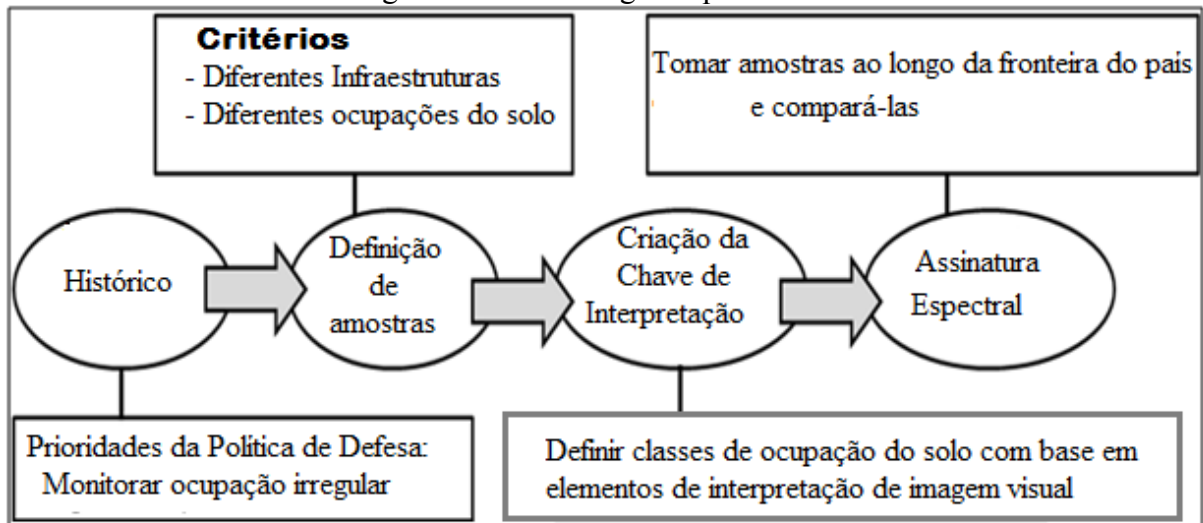 Critérios
- Diferentes Infraestruturas
- Diferentes ocupações do solo
Tomar amostras ao longo da fronteira do país
e compará-las
Histórico
Definição
de
amostras
Criação da
Chave de
Interpretação
Assinatura
Espectral
Prioridades da Política de Defesa:
Monitorar ocupação irregular
Definir classes de ocupação do solo com base em
elementos de interpretação de imagem visual